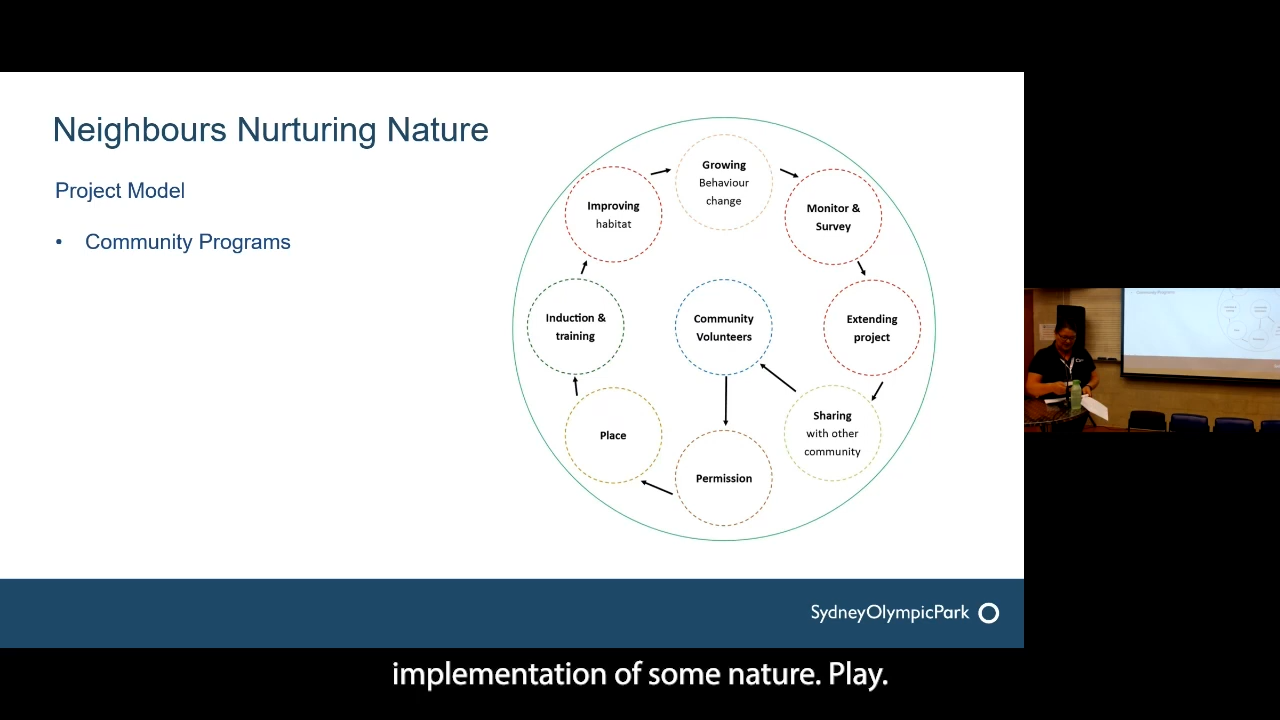 Neighbours Nurturing Nature
Project Model
• Community Programs
Growing
Behaviour
change
Improving
habitat
Monitor &
Survey
Induction &
training
Community
Volunteers
Extending
project
Place
Permission
Sharing
with other
community
SydneyOlympicPark
implementation of some nature. Play.